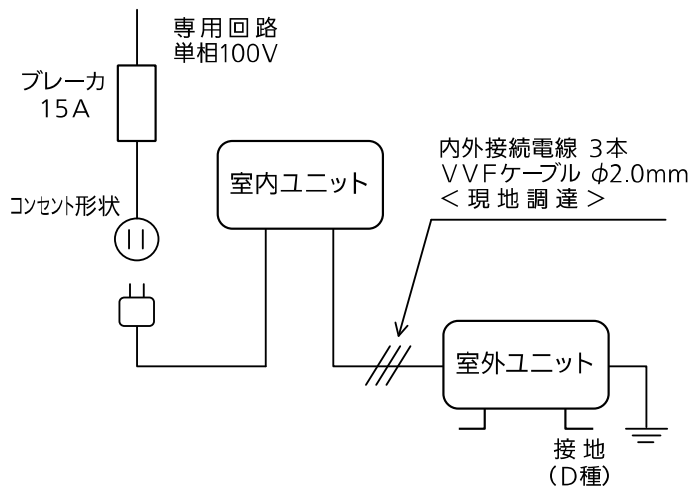 専用回路
単相100V
ブレーカ
15A
内外接続電線 3本
VVFケーブル φ2.0mm
＜現地調達＞
室内ユニット
コンセント形状
室外ユニット
接地
（D種）